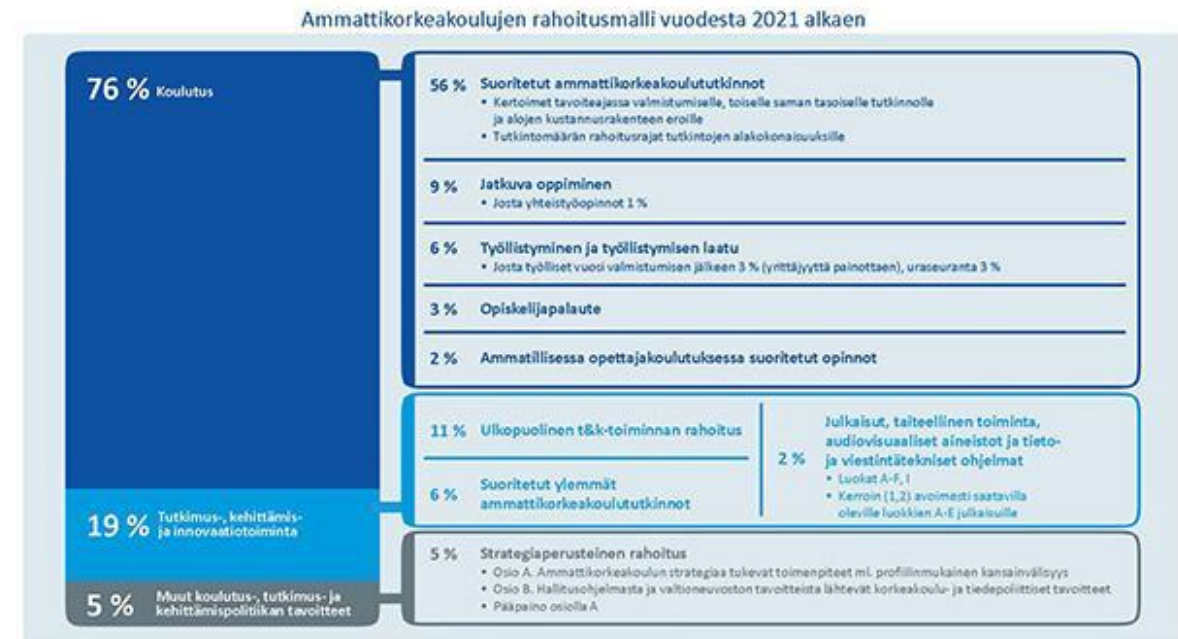 Ammattikorkeakoulujen rahoitusmalli vuodesta 2021 alkaen
76 % Koulutus
56 % Suoritetut ammattikorkeakoulututkinnot
• Kertoimet tavoiteajassa valmistumiselle, toiselle saman tasoiselle tutkinnolle
ja alojen kustannusrakenteen eroille
• Tutkintomäärän rahoitusrajat tutkintojen alakokonaisuuksille
9 % Jatkuva oppiminen
• Josta yhteistyöopinnot 1 %
6 % Työllistyminen ja työllistymisen laatu
• Josta työlliset vuosi valmistumisen jälkeen 3 % (yrittäjyyttä painottaen), uraseuranta 3 %
3 % Opiskelijapalaute
2 % Ammatillisessa opettajakoulutuksessa suoritetut opinnot
19 % Tutkimus-, kehittämis-
ja innovaatiotoiminta
11 % Ulkopuolinen t&k-toiminnan rahoitus
6 % Suoritetut ylemmät
ammattikorkeakoulututkinnot
2 % Julkaisut, taiteellinen toiminta,
audiovisuaaliset aineistot ja tieto-
ja viestintätekniset ohjelmat
• Luokat A-F, I
• Kerroin (1,2) avoimesti saatavilla
oleville luokkien A-E julkaisuille
5 % Muut koulutus-, tutkimus- ja
kehittämispolitiikan tavoitteet
5 % Strategiaperusteinen rahoitus
• Osio A. Ammattikorkeakoulun strategiaa tukevat toimenpiteet ml. profiilinmukainen kansainvälisyys
• Osio B. Hallitusohjelmasta ja valtioneuvoston tavoitteista lähtevät korkeakoulu- ja tiedepoliittiset tavoitteet
• Pääpaino osiolla A